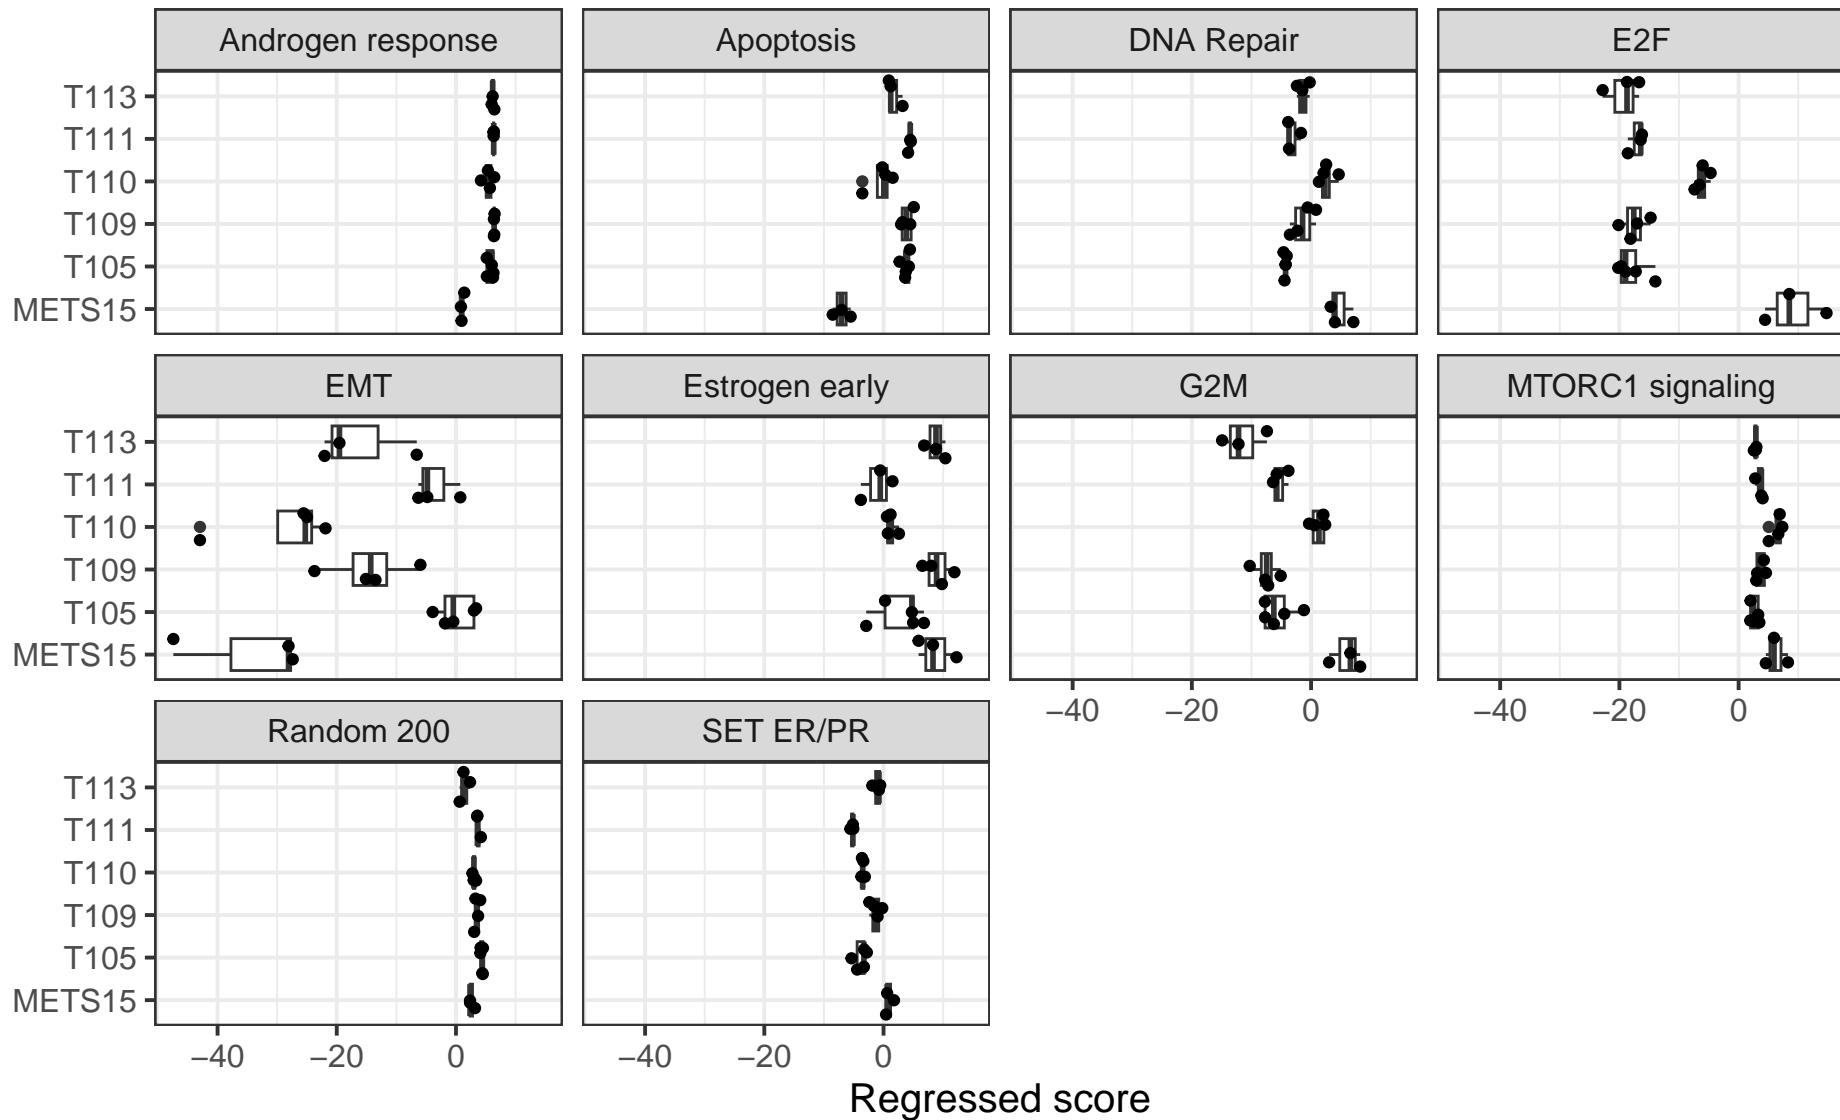 Androgen response Apoptosis DNA Repair E2F
T113
T111
T110
T109
T105
METS15
EMT Estrogen early G2M MTORC1 signaling
T113
T111
T110
T109
T105
METS15
−40 −20 0 −40 −20 0
Random 200 SET ER/PR
T113
T111
T110
T109
T105
METS15
−40 −20 0 −40 −20 0
Regressed score